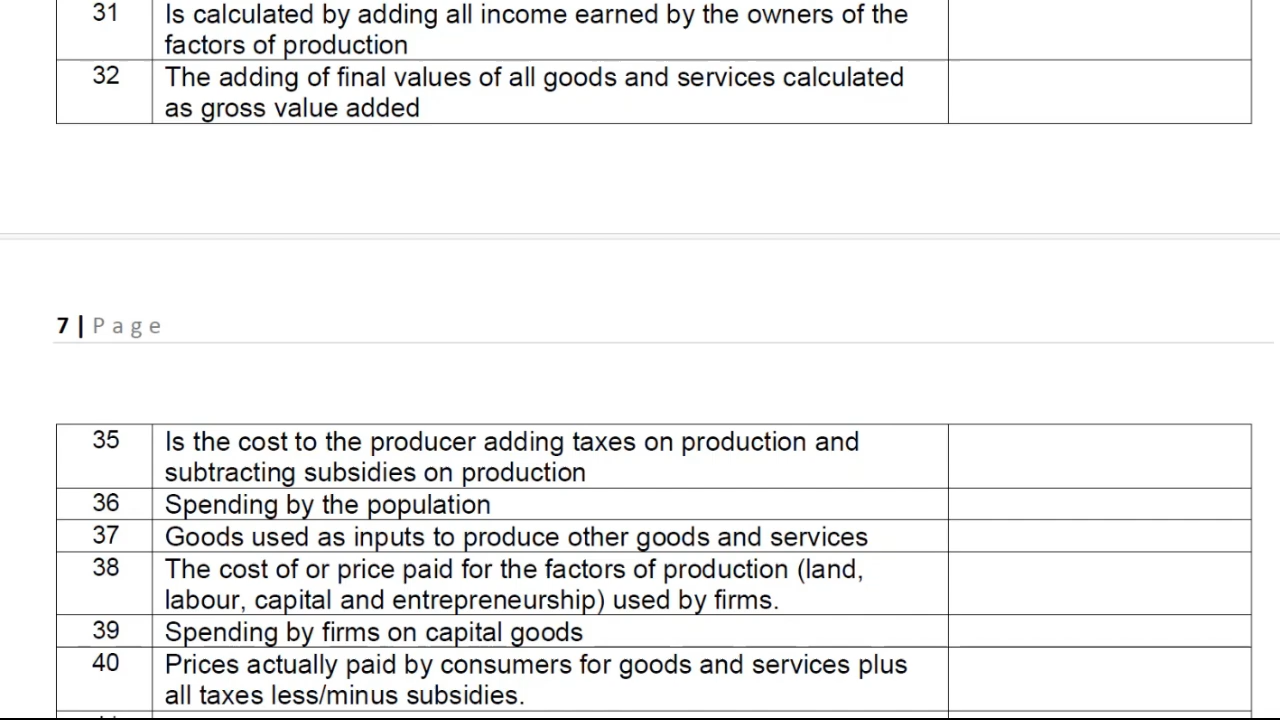 31 Is calculated by adding all income earned by the owners of the
factors of production
32 The adding of final values of all goods and services calculated
as gross value added
7 | Page
35 Is the cost to the producer adding taxes on production and
subtracting subsidies on production
36 Spending by the population
37 Goods used as inputs to produce other goods and services
38 The cost of or price paid for the factors of production (land,
labour, capital and entrepreneurship) used by firms.
39 Spending by firms on capital goods
40 Prices actually paid by consumers for goods and services plus
all taxes less/minus subsidies.